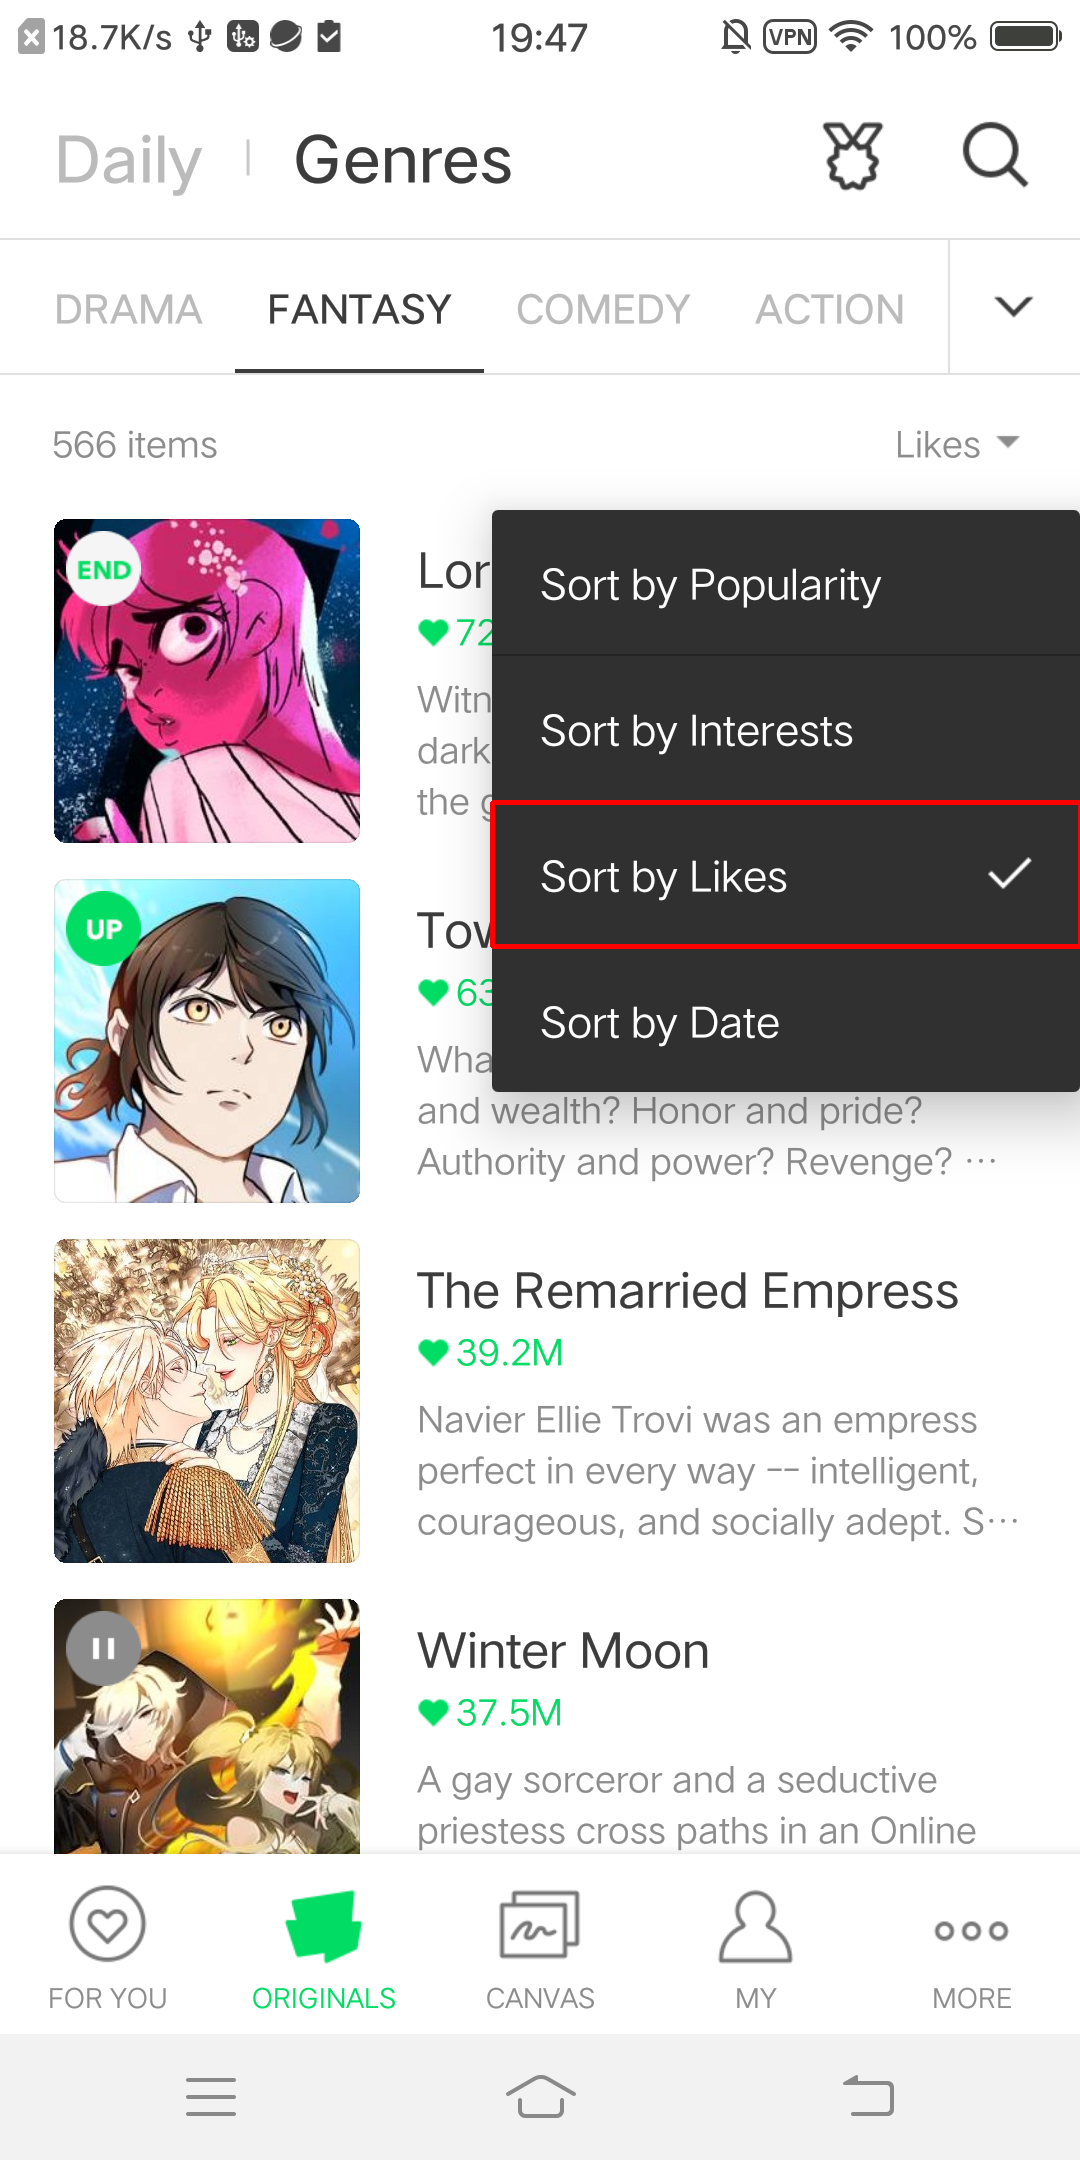 18.7K/s 19:47 VPN 100%
Daily Genres
DRAMA FANTASY COMEDY ACTION
566 items Likes
END
Lor
72
Witn
dark
the g
Sort by Popularity
Sort by Interests
Sort by Likes
Sort by Date
UP
Tow
63
Wha
and wealth? Honor and pride?
Authority and power? Revenge? ···
The Remarried Empress
39.2M
Navier Ellie Trovi was an empress
perfect in every way -- intelligent,
courageous, and socially adept. S···
Winter Moon
37.5M
A gay sorceror and a seductive
priestess cross paths in an Online
FOR YOU ORIGINALS CANVAS MY MORE